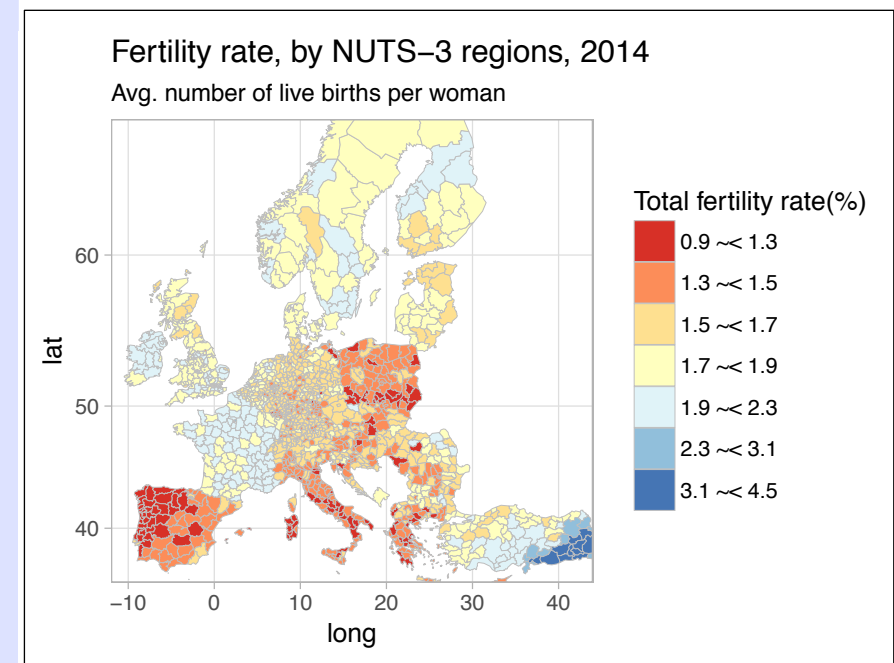 Fertility rate, by NUTS−3 regions, 2014
Avg. number of live births per woman
60
50
40
lat
−10 0 10 20 30 40
long
Total fertility rate(%)
0.9 ~< 1.3
1.3 ~< 1.5
1.5 ~< 1.7
1.7 ~< 1.9
1.9 ~< 2.3
2.3 ~< 3.1
3.1 ~< 4.5